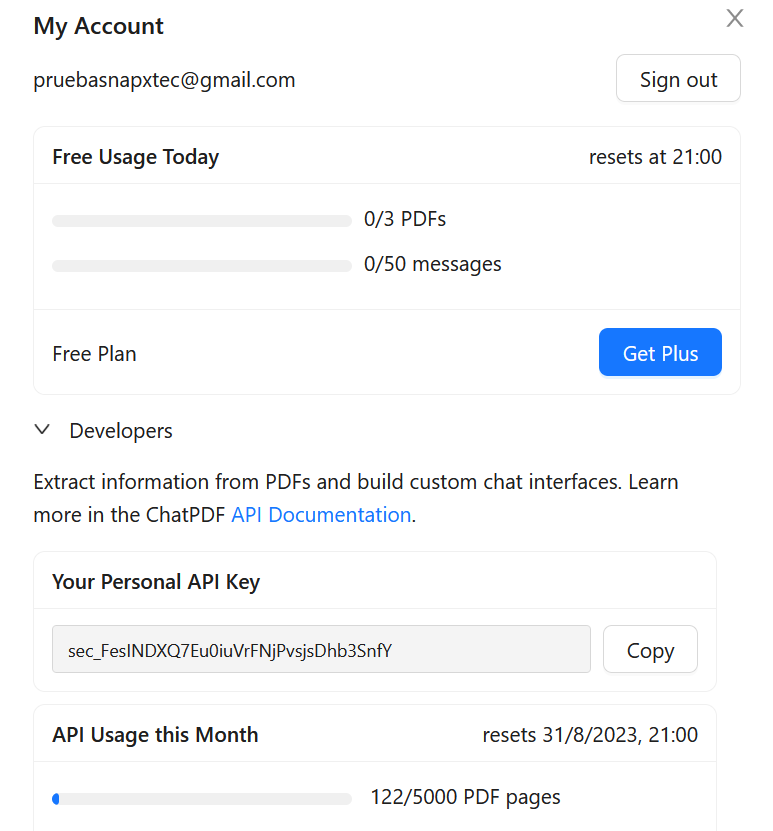 My Account
pruebasnapxtec@gmail.com
Sign out
Free Usage Today
resets at 21:00
0/3 PDFs
0/50 messages
Free Plan
Get Plus
Developers
Extract information from PDFs and build custom chat interfaces. Learn
more in the ChatPDF API Documentation.
Your Personal API Key
sec_FesINDXQ7Eu0iuVrFNjPvsjsDhb3SnfY
Copy
API Usage this Month
resets 31/8/2023, 21:00
122/5000 PDF pages